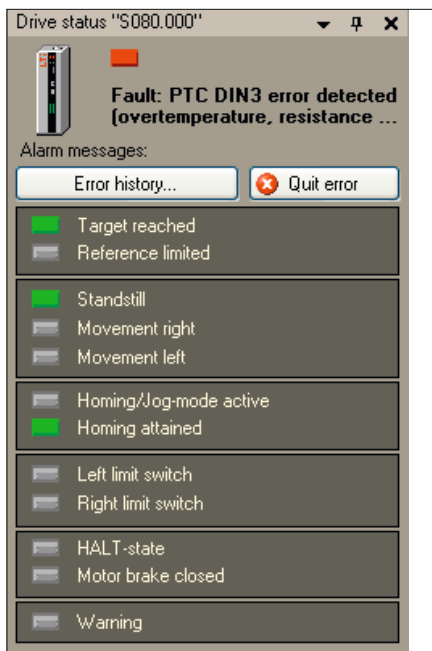 Drive status "S080.000"
Fault: PTC DIN3 error detected
(overtemperature, resistance ...
Alarm messages:
Error history...
Quit error
Target reached
Reference limited
Standstill
Movement right
Movement left
Homing/Jog-mode active
Homing attained
Left limit switch
Right limit switch
HALT-state
Motor brake closed
Warning